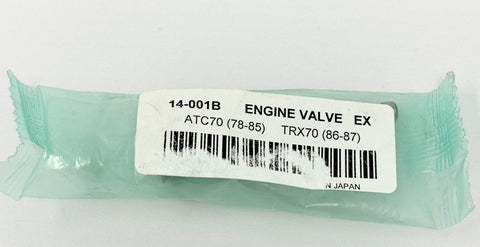 14-001B ENGINE VALVE EX
ATC70 (78-85) TRX70 (86-87)
JAPAN